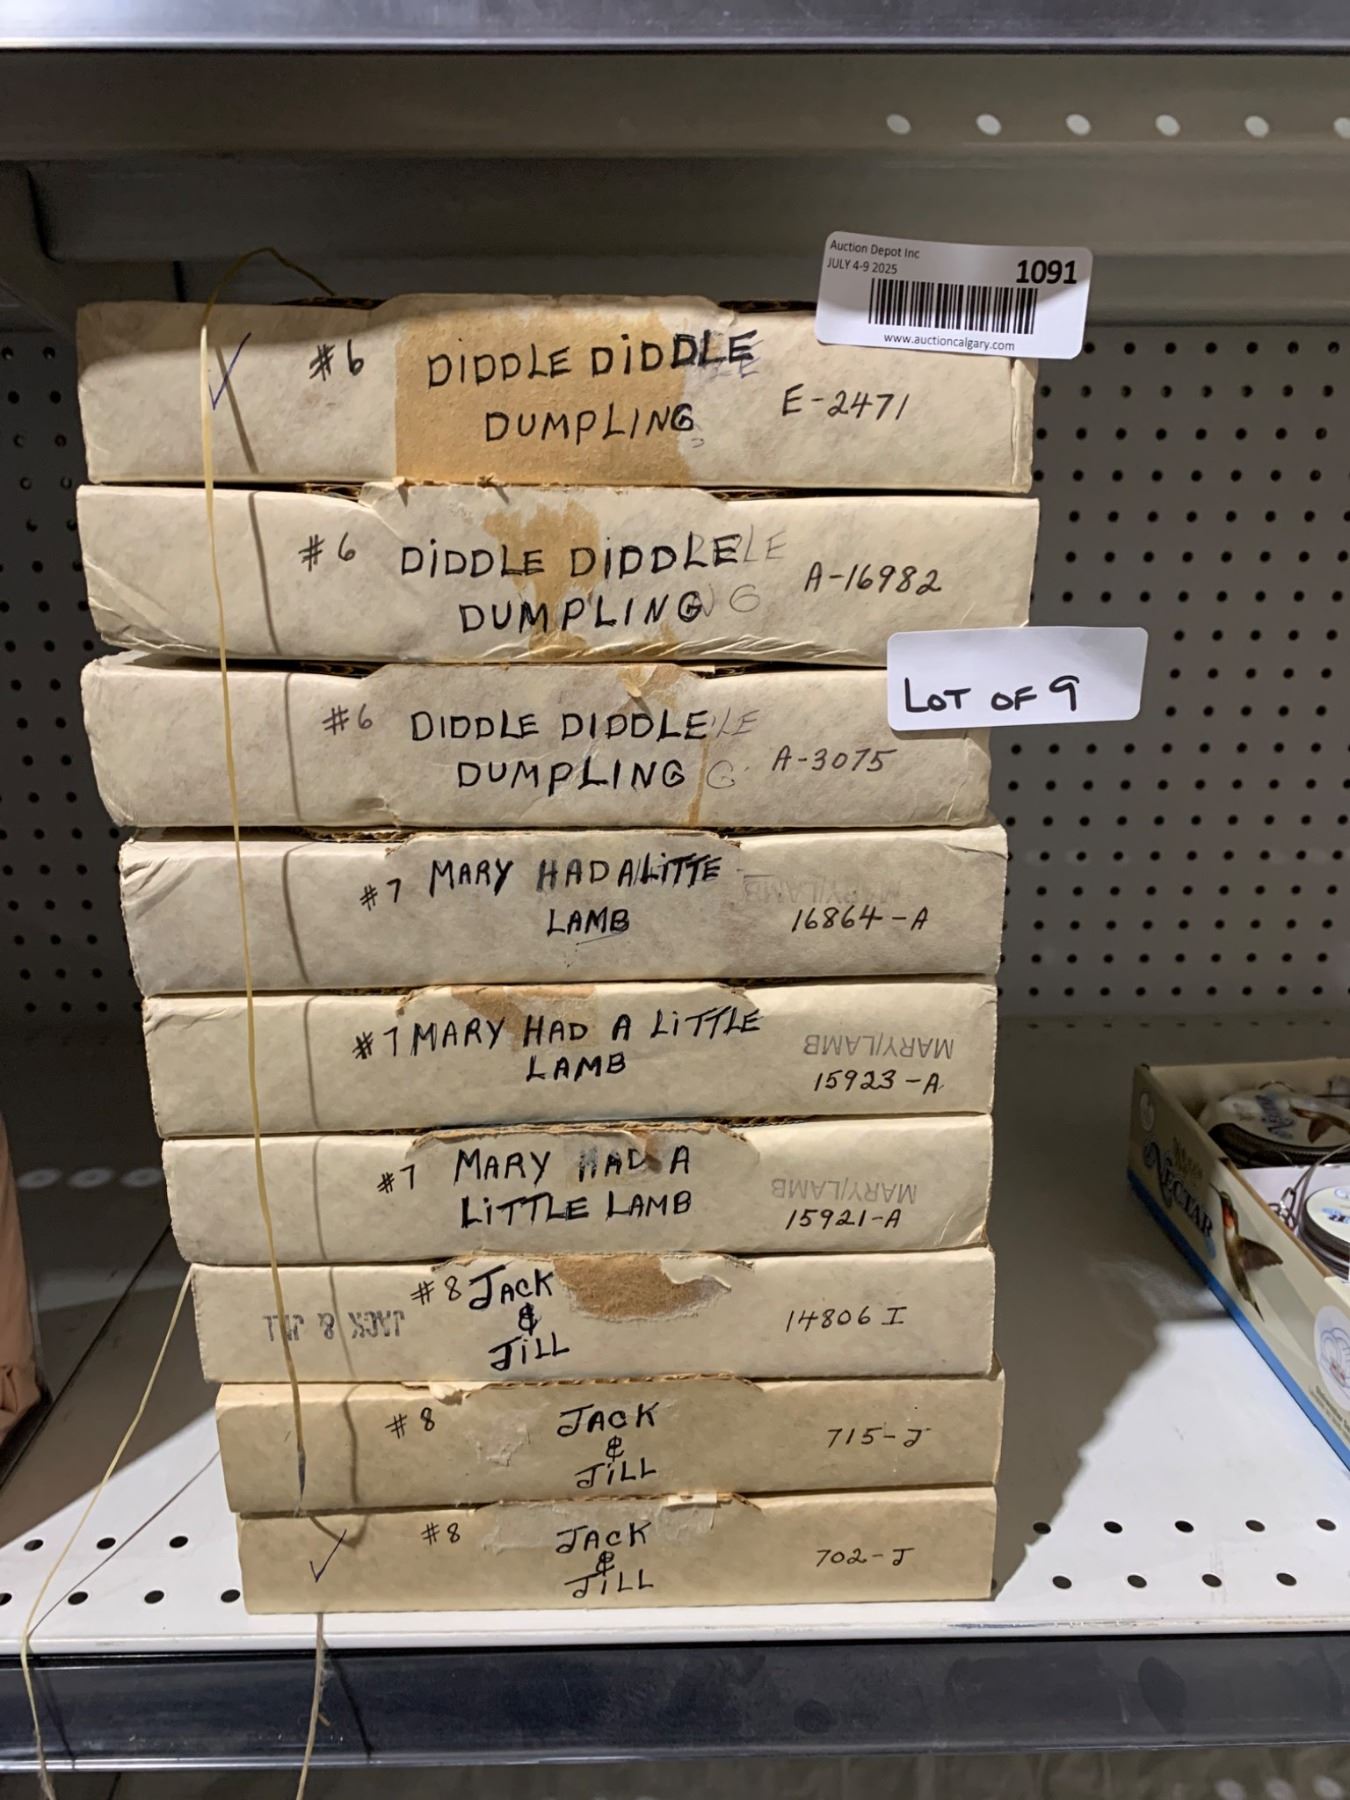 Auction Depot Inc
JULY 4-9 2025
1091
www.auctioncalgary.com
#6 DIDDLE DIDDLE
DUMPLING
E-2471
#6 DIDDLE DIDDLE
DUMPLING
A-16982
LOT OF 9
#6 DIDDLE DIDDLE
DUMPLING
A-3075
#7 MARY HAD A LITTE
LAMB
MARY/LAMB
16864-A
#7 MARY HAD A LITTLE
LAMB
MARY/LAMB
15923-A
#7 MARY HAD A
LITTLE LAMB
MARY/LAMB
15921-A
#8 JACK
&
JILL
14806 I
#8 JACK
&
JILL
715-J
#8 JACK
&
JILL
702-J
NECTAR